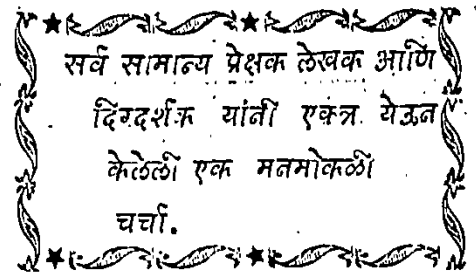 सर्व सामान्य प्रेक्षक लेखक आणि
दिग्दर्शक यांनी एकत्र येऊन
केलेली एक मनमोकळी
चर्चा.